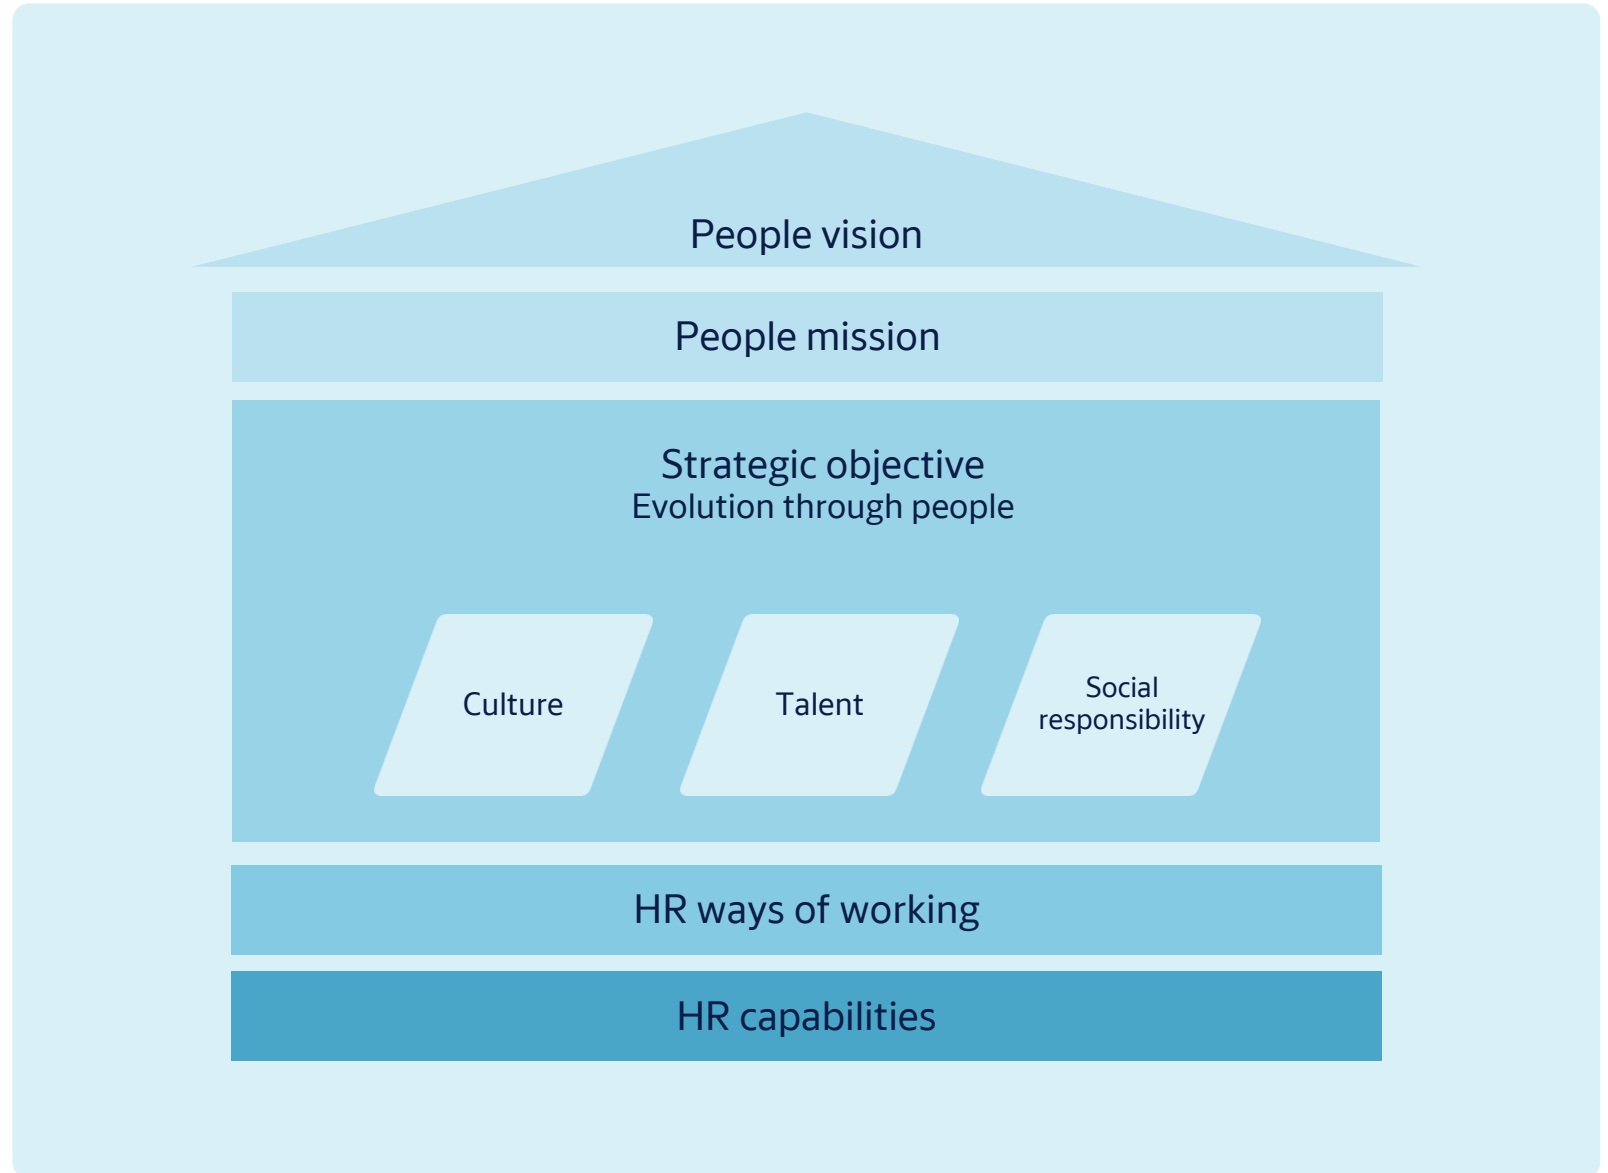 People vision
People mission
Strategic objective
Evolution through people
Culture
Talent
Social
responsibility
HR ways of working
HR capabilities